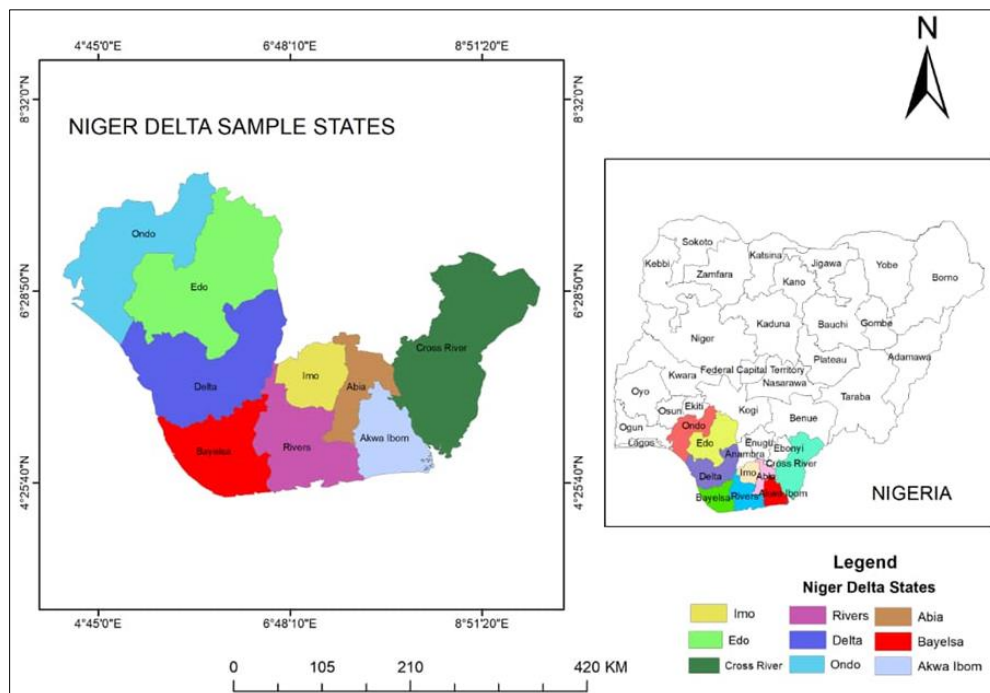 4°45'0"E 6°48'10"E 8°51'20"E
N
8°32'0"N 8°32'0"N
NIGER DELTA SAMPLE STATES
Ondo
Edo
6°28'50"N 6°28'50"N
Cross River
Imo
Abia
Delta
Akwa Ibom
Rivers
Bayelsa
4°25'40"N 4°25'40"N
4°45'0"E 6°48'10"E 8°51'20"E
Sokoto
Katsina
Jigawa
Yobe
Kebbi
Zamfara
Kano
Borno
Kaduna
Bauchi
Gombe
Niger
Adamawa
Plateau
Federal Capital Territory
Kwara
Nasarawa
Oyo
Taraba
Ekiti
Kogi
Osun
Benue
Ondo
Ogun
Lagos
Edo
Enugu
Ebonyi
Anambra
Cross River
Imo
Abia
Delta
Akwa Ibom
Bayelsa
Rivers
NIGERIA
Legend
Niger Delta States
Imo Rivers Abia
Edo Delta Bayelsa
Cross River Ondo Akwa Ibom
0 105 210 420 KM